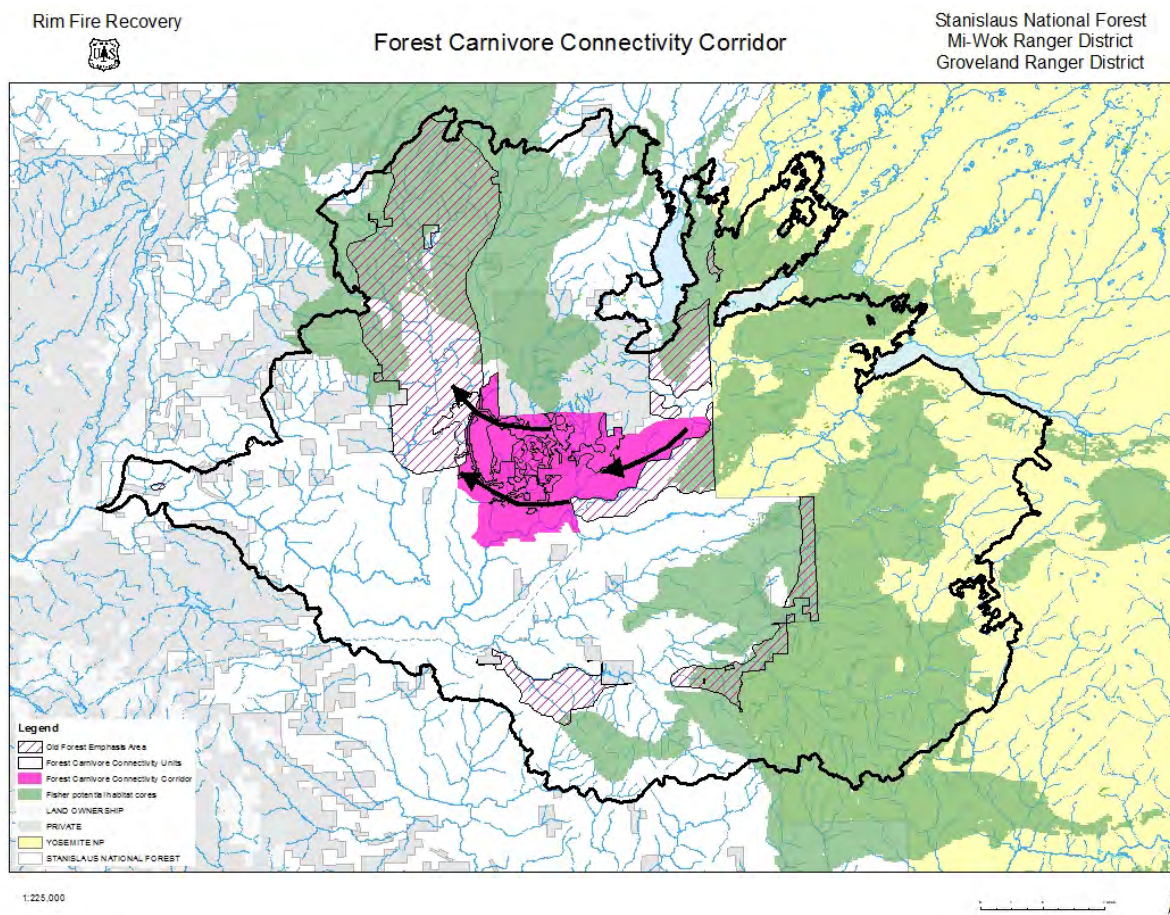 Rim Fire Recovery
Forest Carnivore Connectivity Corridor
Stanislaus National Forest
Mi-Wok Ranger District
Groveland Ranger District
Legend
Old Forest Emphasis Area
Forest Carnivore Connectivity Units
Forest Carnivore Connectivity Corridor
Fisher potential habitat cores
LAND OWNERSHIP
PRIVATE
YOSEMITE NP
STANISLAUS NATIONAL FOREST
1:225,000